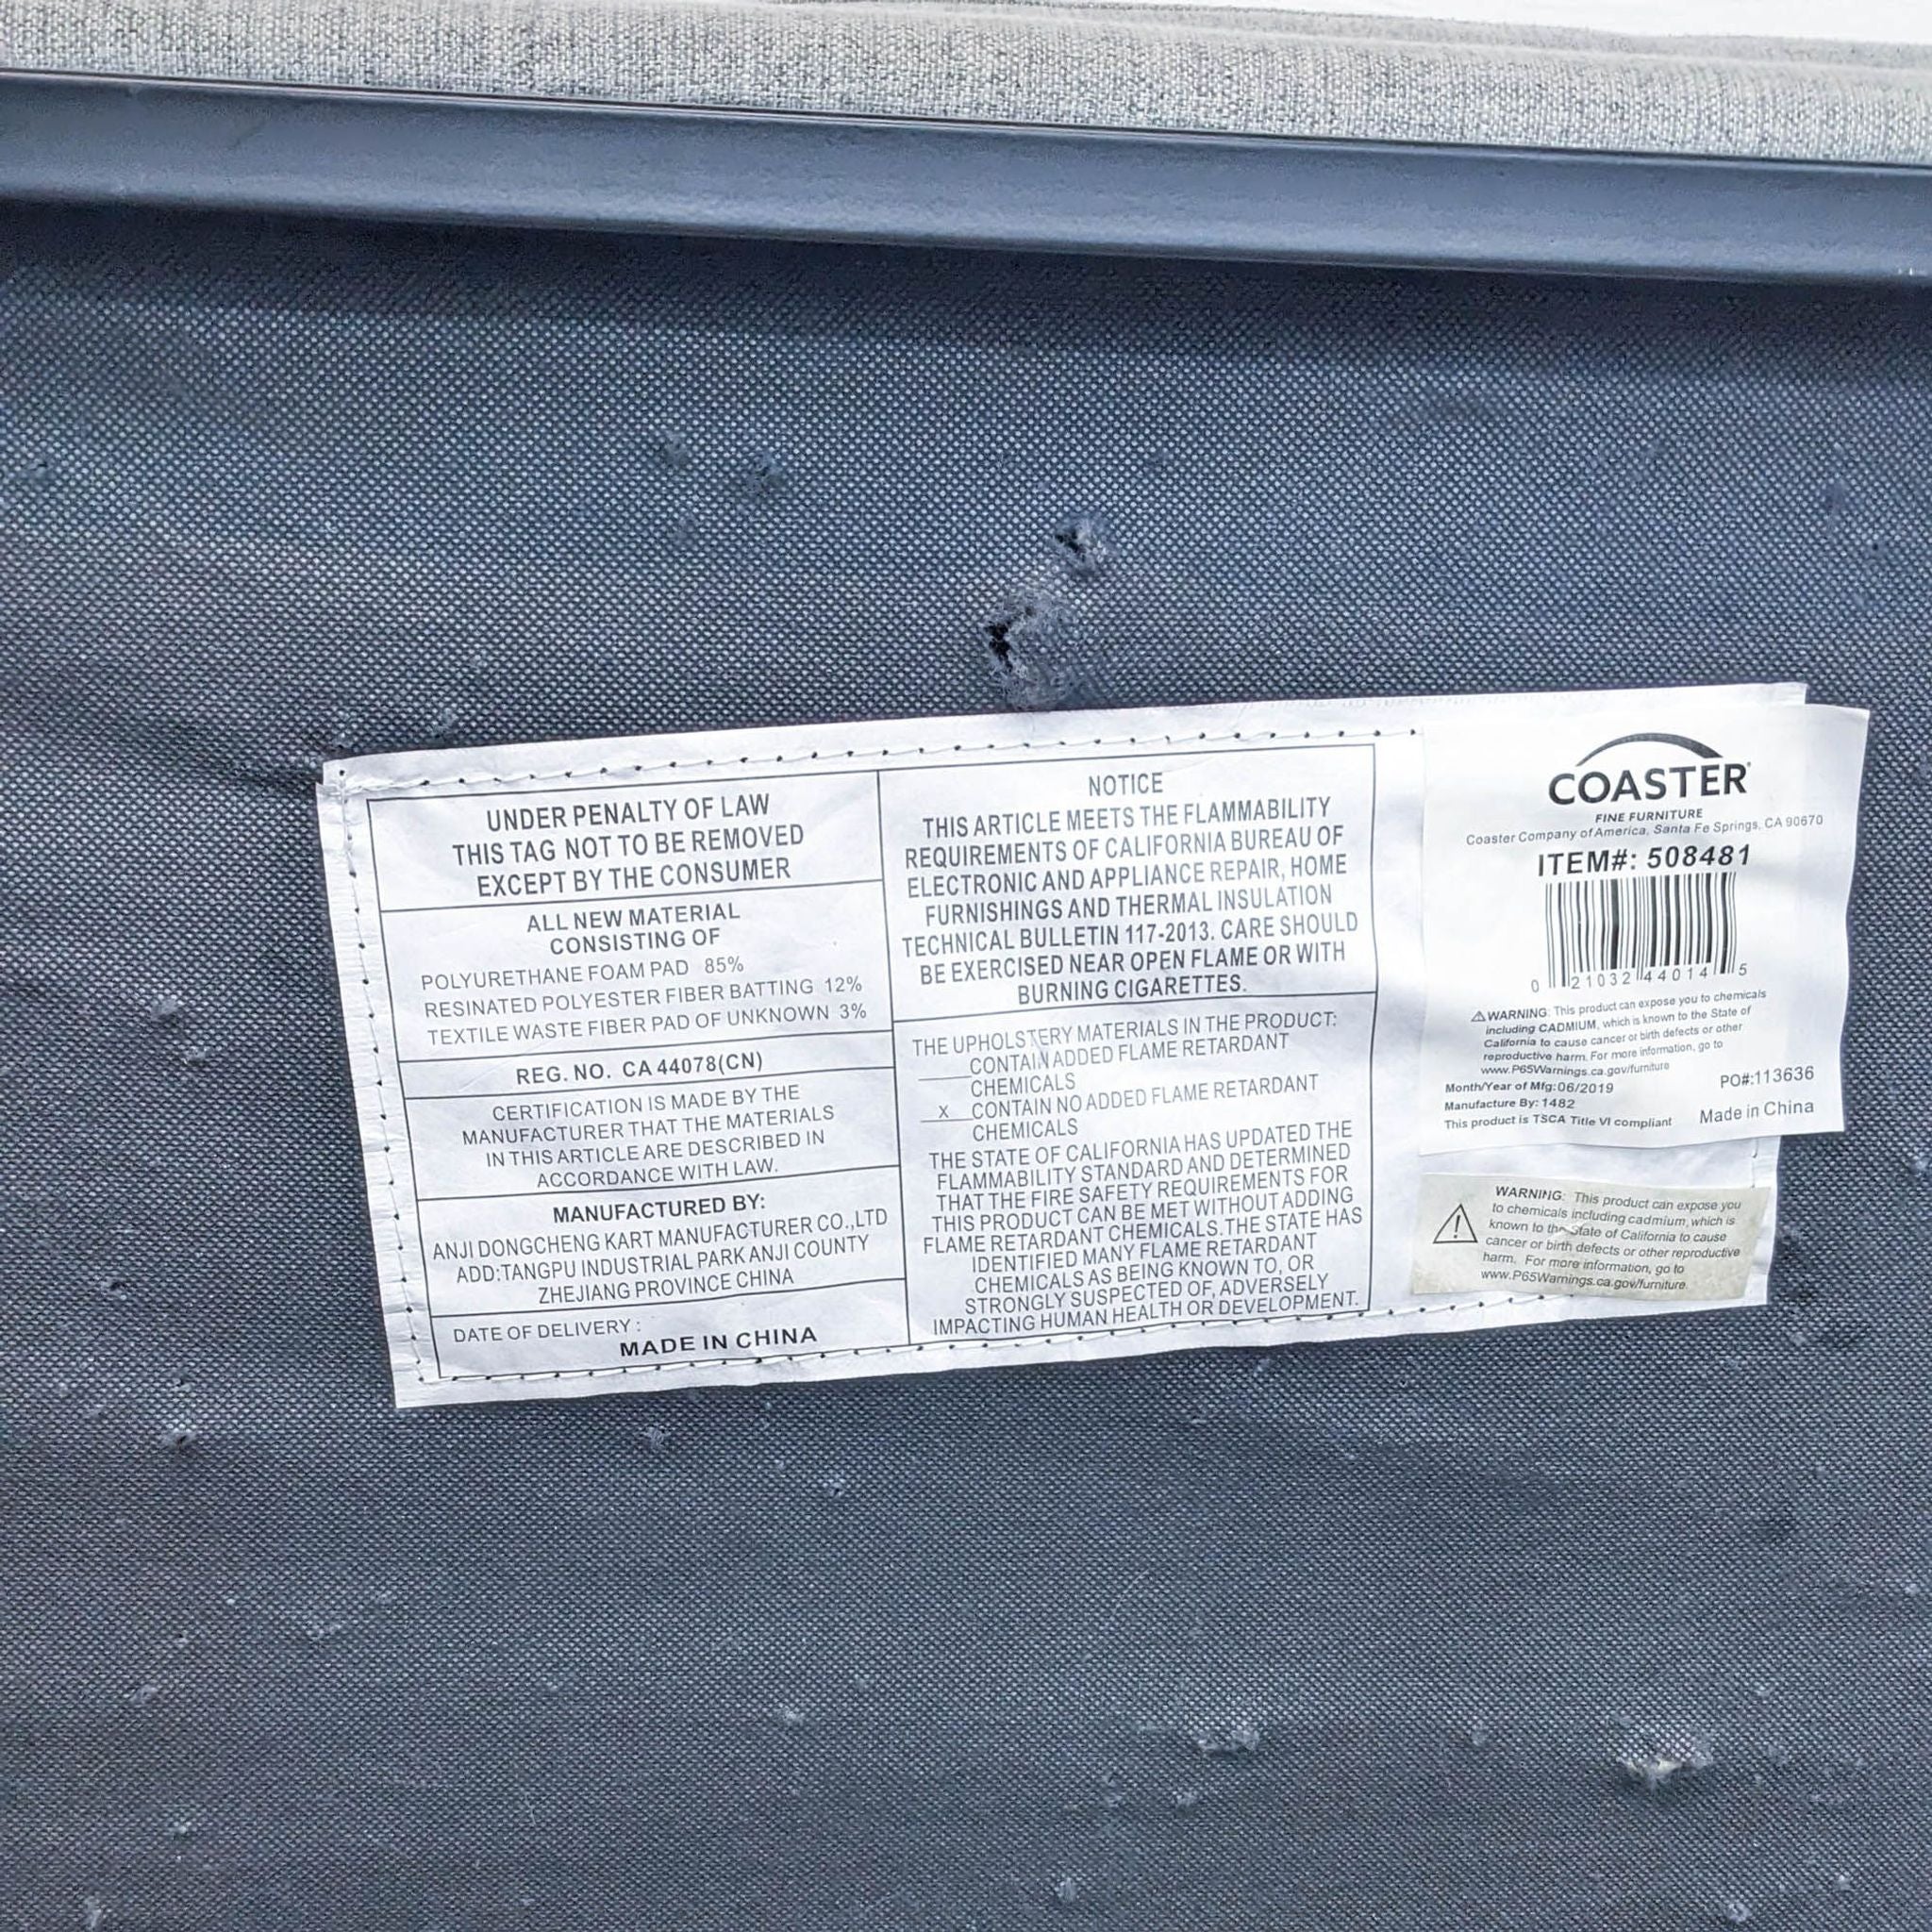 UNDER PENALTY OF LAW
THIS TAG NOT TO BE REMOVED
EXCEPT BY THE CONSUMER
ALL NEW MATERIAL
CONSISTING OF
POLYURETHANE FOAM PAD 85%
RESINATED POLYESTER FIBER BATTING 12%
TEXTILE WASTE FIBER PAD OF UNKNOWN 3%
REG. NO. CA 44078(CN)
CERTIFICATION IS MADE BY THE
MANUFACTURER THAT THE MATERIALS
IN THIS ARTICLE ARE DESCRIBED IN
ACCORDANCE WITH LAW.
MANUFACTURED BY:
ANJI DONGCHENG KART MANUFACTURER CO.,LTD
ADD:TANGPU INDUSTRIAL PARK ANJI COUNTY
ZHEJIANG PROVINCE CHINA
DATE OF DELIVERY :
MADE IN CHINA
NOTICE
THIS ARTICLE MEETS THE FLAMMABILITY
REQUIREMENTS OF CALIFORNIA BUREAU OF
ELECTRONIC AND APPLIANCE REPAIR, HOME
FURNISHINGS AND THERMAL INSULATION
TECHNICAL BULLETIN 117-2013. CARE SHOULD
BE EXERCISED NEAR OPEN FLAME OR WITH
BURNING CIGARETTES.
THE UPHOLSTERY MATERIALS IN THE PRODUCT:
CONTAIN ADDED FLAME RETARDANT
CHEMICALS
X CONTAIN NO ADDED FLAME RETARDANT
CHEMICALS
THE STATE OF CALIFORNIA HAS UPDATED THE
FLAMMABILITY STANDARD AND DETERMINED
THAT THE FIRE SAFETY REQUIREMENTS FOR
THIS PRODUCT CAN BE MET WITHOUT ADDING
FLAME RETARDANT CHEMICALS.THE STATE HAS
IDENTIFIED MANY FLAME RETARDANT
CHEMICALS AS BEING KNOWN TO, OR
STRONGLY SUSPECTED OF, ADVERSELY
IMPACTING HUMAN HEALTH OR DEVELOPMENT.
COASTER
FINE FURNITURE
Coaster Company of America, Santa Fe Springs, CA 90670
ITEM#: 508481
0 21032 44014 5
⚠WARNING: This product can expose you to chemicals
including CADMIUM, which is known to the State of
California to cause cancer or birth defects or other
reproductive harm. For more information, go to
www.P65Warnings.ca.gov/furniture
Month/Year of Mfg:06/2019
PO#:113636
Manufacture By: 1482
This product is TSCA Title VI compliant
Made in China
WARNING: This product can expose you
to chemicals including cadmium, which is
known to the State of California to cause
cancer or birth defects or other reproductive
harm. For more information, go to
www.P65Warnings.ca.gov/furniture.